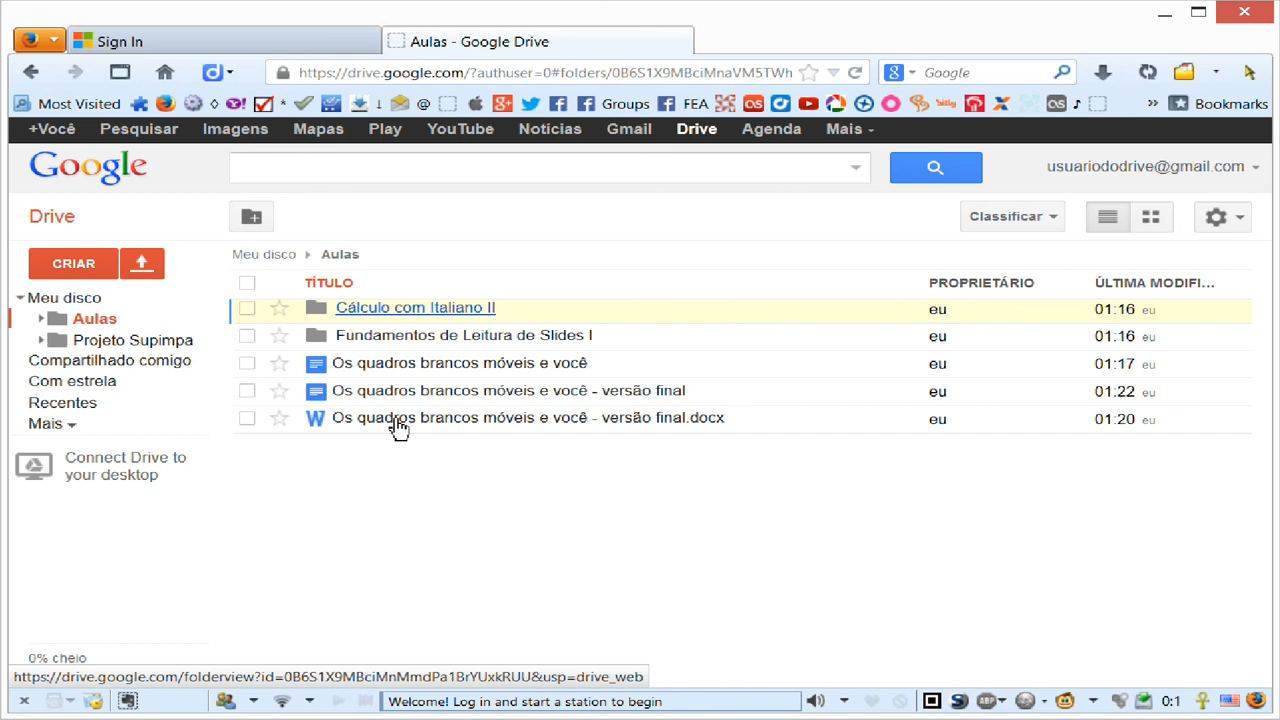 Sign In
Aulas - Google Drive
https://drive.google.com/?authuser=0#folders/0B6S1X9MBciMnaVM5TWh
Google
Most Visited
Groups
FEA
Bookmarks
+Você Pesquisar Imagens Mapas Play YouTube Notícias Gmail Drive Agenda Mais
Google
usuariododrive@gmail.com
Drive
Classificar
CRIAR
Meu disco
Aulas
Projeto Supimpa
Compartilhado comigo
Com estrela
Recentes
Mais
Connect Drive to
your desktop
Meu disco Aulas
TÍTULO PROPRIETÁRIO ÚLTIMA MODIFI...
Cálculo com Italiano II eu 01:16 eu
Fundamentos de Leitura de Slides I eu 01:16 eu
Os quadros brancos móveis e você eu 01:17 eu
Os quadros brancos móveis e você - versão final eu 01:22 eu
W Os quadros brancos móveis e você - versão final.docx eu 01:20 eu
0% cheio
https://drive.google.com/folderview?id=0B6S1X9MBciMnMmdPa1BrYUxkRUU&usp=drive_web
Welcome! Log in and start a station to begin
0:1